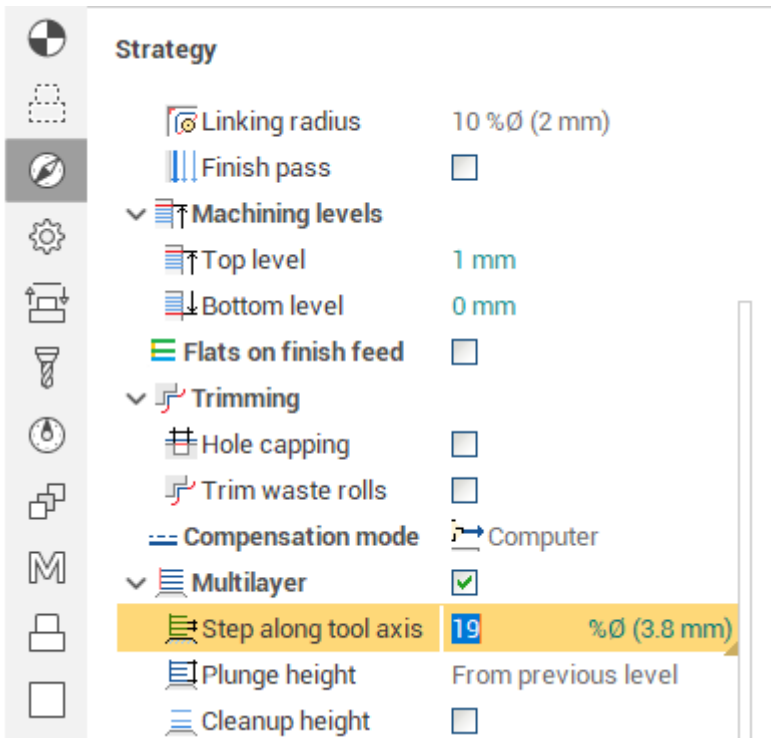 Strategy
Linking radius 10 %Ø (2 mm)
Finish pass
Machining levels
Top level 1 mm
Bottom level 0 mm
Flats on finish feed
Trimming
Hole capping
Trim waste rolls
Compensation mode Computer
Multilayer
Step along tool axis 19 %Ø (3.8 mm)
Plunge height From previous level
Cleanup height